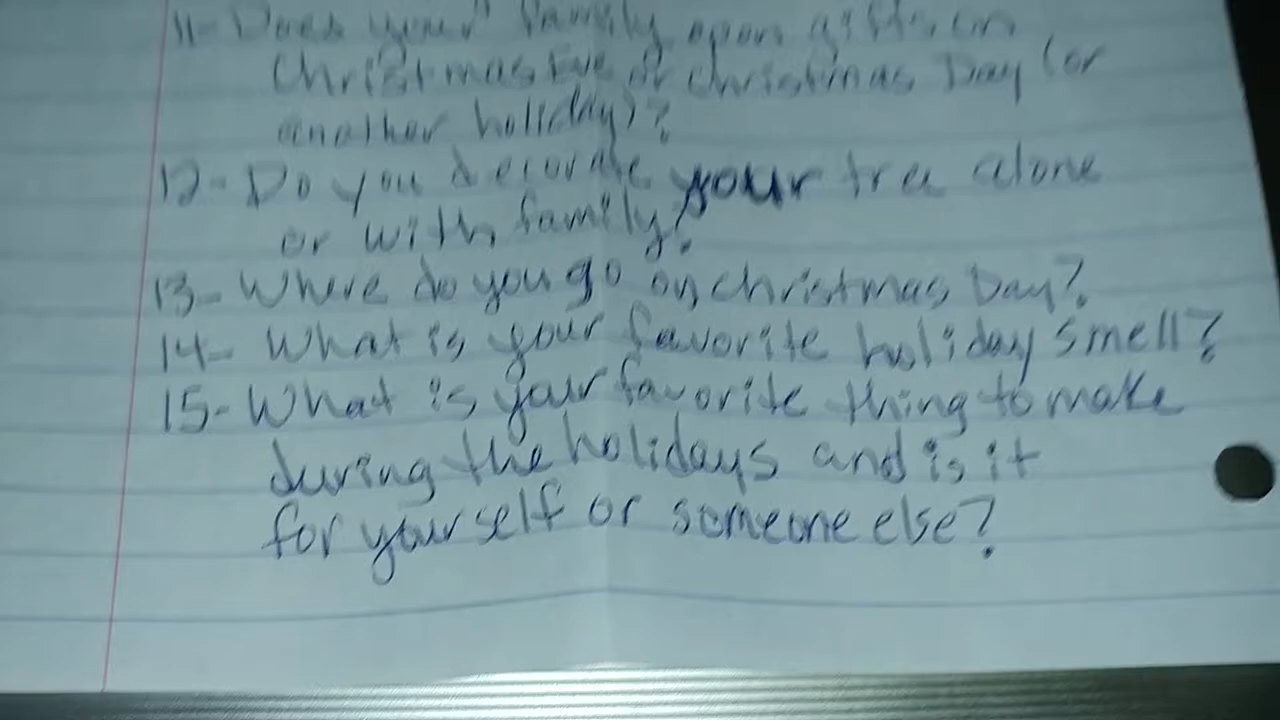 11- Does your family open gifts on
Christmas Eve or Christmas Day (or
another holiday)?
12- Do you decorate your tree alone
or with family?
13- Where do you go on christmas Day?
14- What is your favorite holiday smell?
15- What is your favorite thing to make
during the holidays and is it
for yourself or someone else?